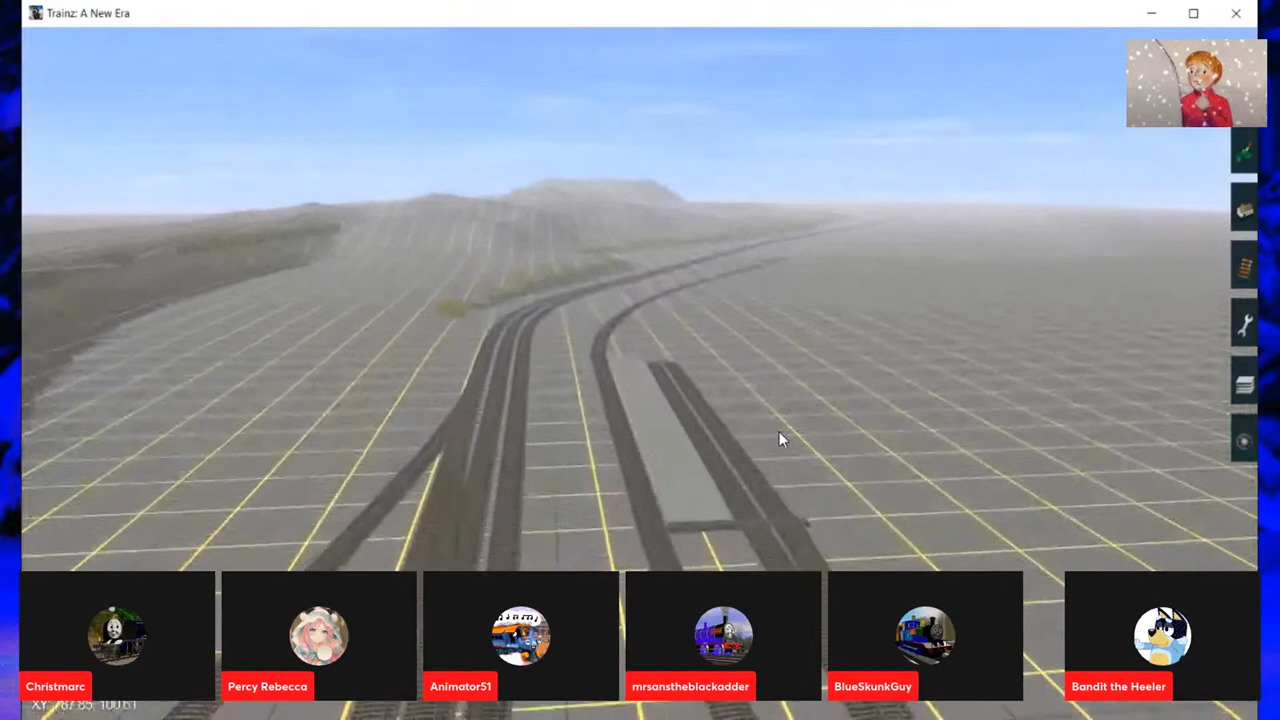 Trainz: A New Era
Christmarc
Percy Rebecca
Animator51
mrsanstheblackadder
BlueSkunkGuy
Bandit the Heeler